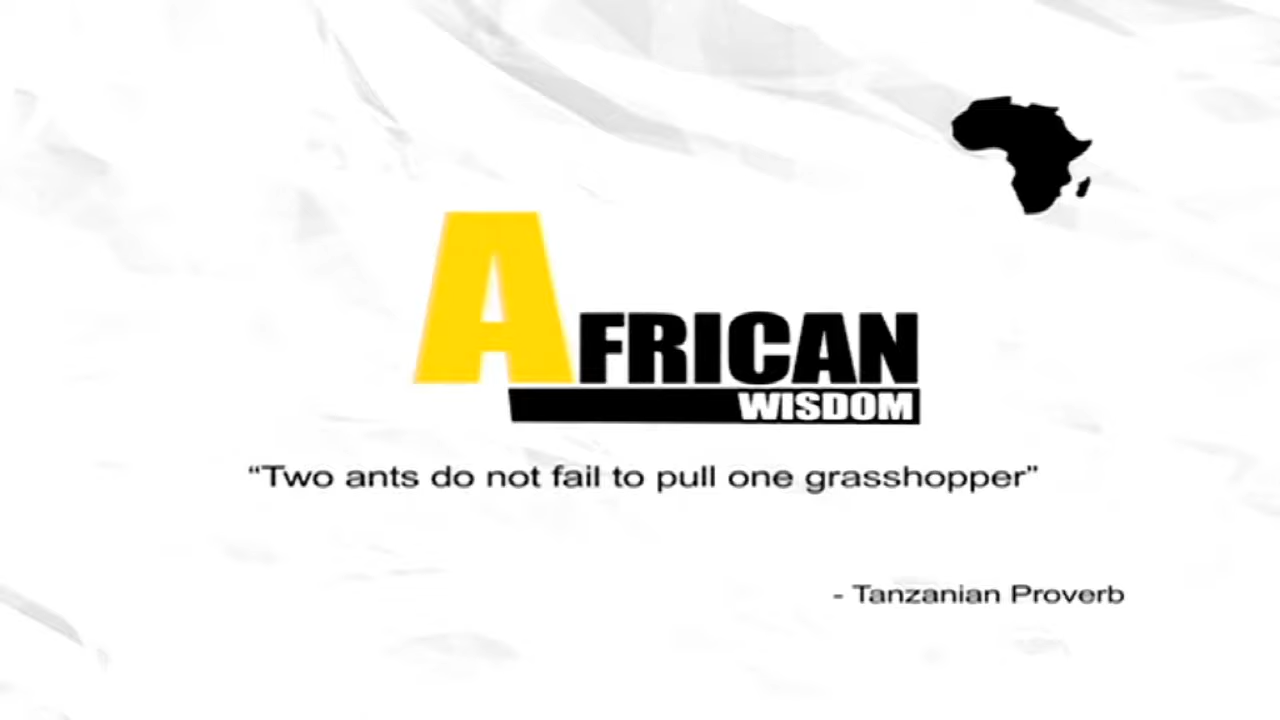 AFRICAN
WISDOM
“Two ants do not fail to pull one grasshopper”
- Tanzanian Proverb